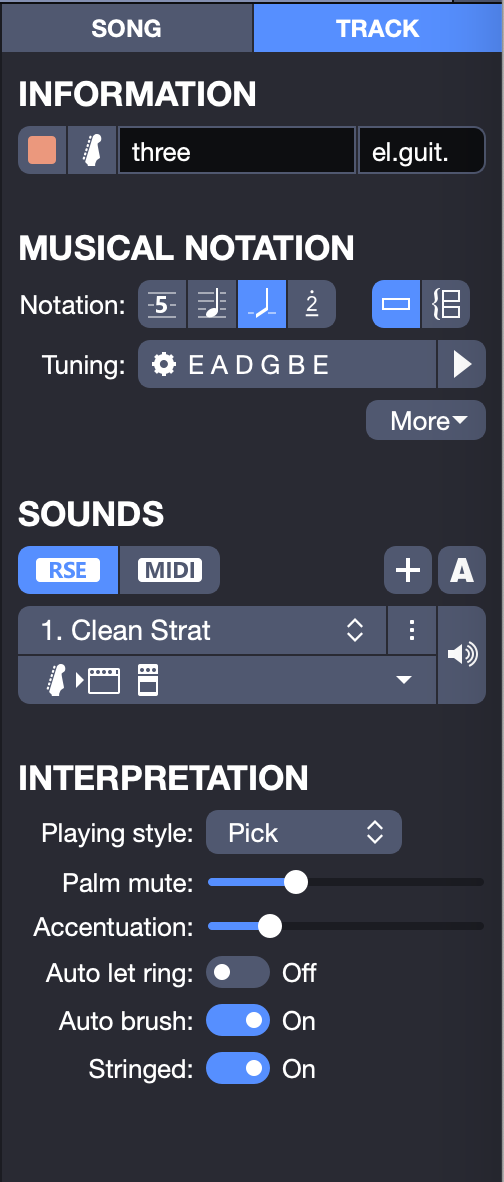 SONG TRACK
INFORMATION
three el.guit.
MUSICAL NOTATION
Notation: 5 2
Tuning: E A D G B E
More
SOUNDS
RSE MIDI + A
1. Clean Strat
INTERPRETATION
Playing style: Pick
Palm mute:
Accentuation:
Auto let ring: Off
Auto brush: On
Stringed: On